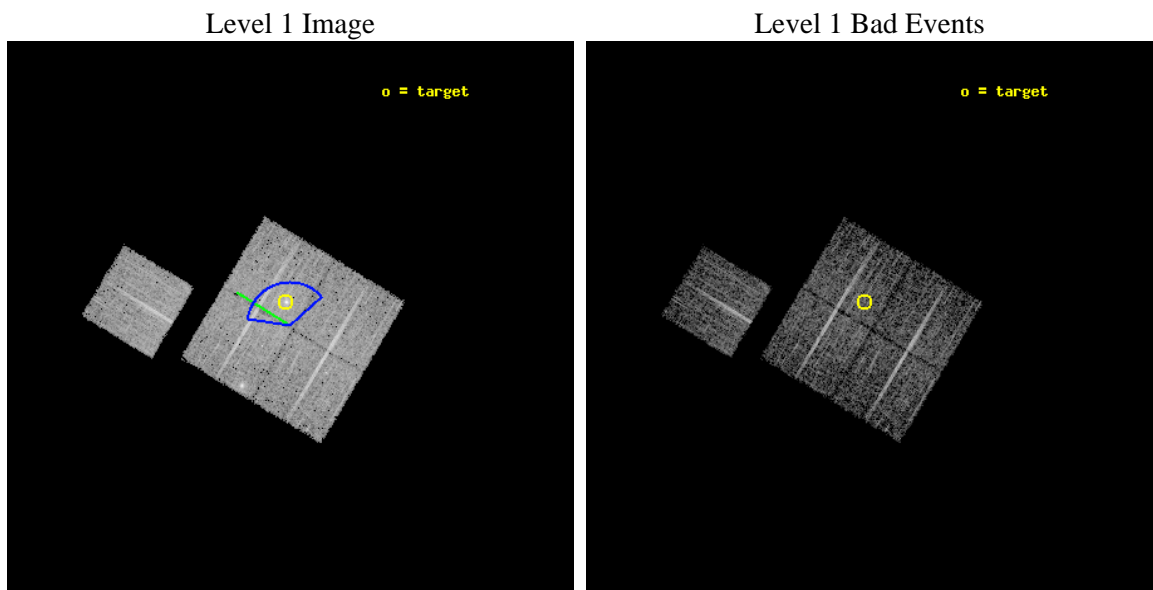 Level 1 Image
Level 1 Bad Events
o = target
o = target